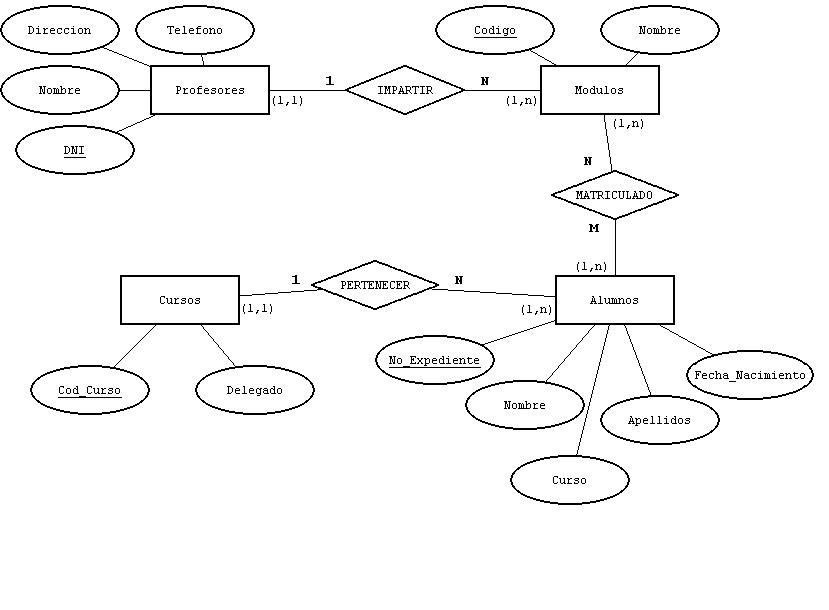 Direccion
Telefono
Codigo
Nombre
1
N
Nombre
Profesores
IMPARTIR
Modulos
(1,1)
(1,n)
(1,n)
DNI
N
MATRICULADO
M
(1,n)
1
PERTENECER
N
Cursos
Alumnos
(1,1)
(1,n)
No_Expediente
Fecha_Nacimiento
Cod_Curso
Delegado
Nombre
Apellidos
Curso